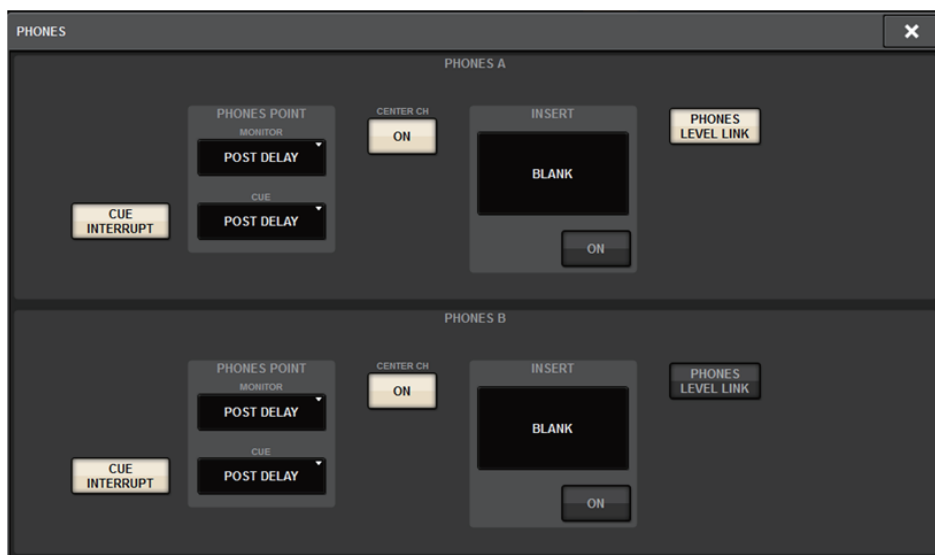 PHONES
PHONES A
PHONES POINT
MONITOR
POST DELAY
CUE
POST DELAY
CUE
INTERRUPT
CENTER CH
ON
INSERT
BLANK
ON
PHONES
LEVEL LINK
PHONES B
PHONES POINT
MONITOR
POST DELAY
CUE
POST DELAY
CUE
INTERRUPT
CENTER CH
ON
INSERT
BLANK
ON
PHONES
LEVEL LINK